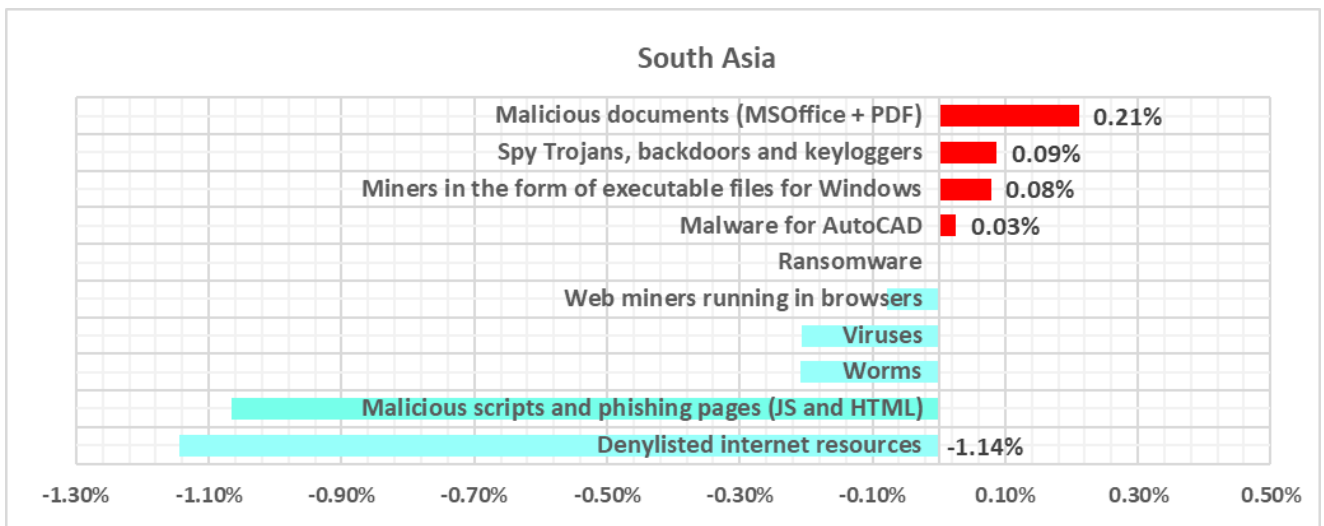 South Asia
Malicious documents (MSOffice + PDF) 0.21%
Spy Trojans, backdoors and keyloggers 0.09%
Miners in the form of executable files for Windows 0.08%
Malware for AutoCAD 0.03%
Ransomware
Web miners running in browsers
Viruses
Worms
Malicious scripts and phishing pages (JS and HTML)
Denylisted internet resources -1.14%
-1.30% -1.10% -0.90% -0.70% -0.50% -0.30% -0.10% 0.10% 0.30% 0.50%